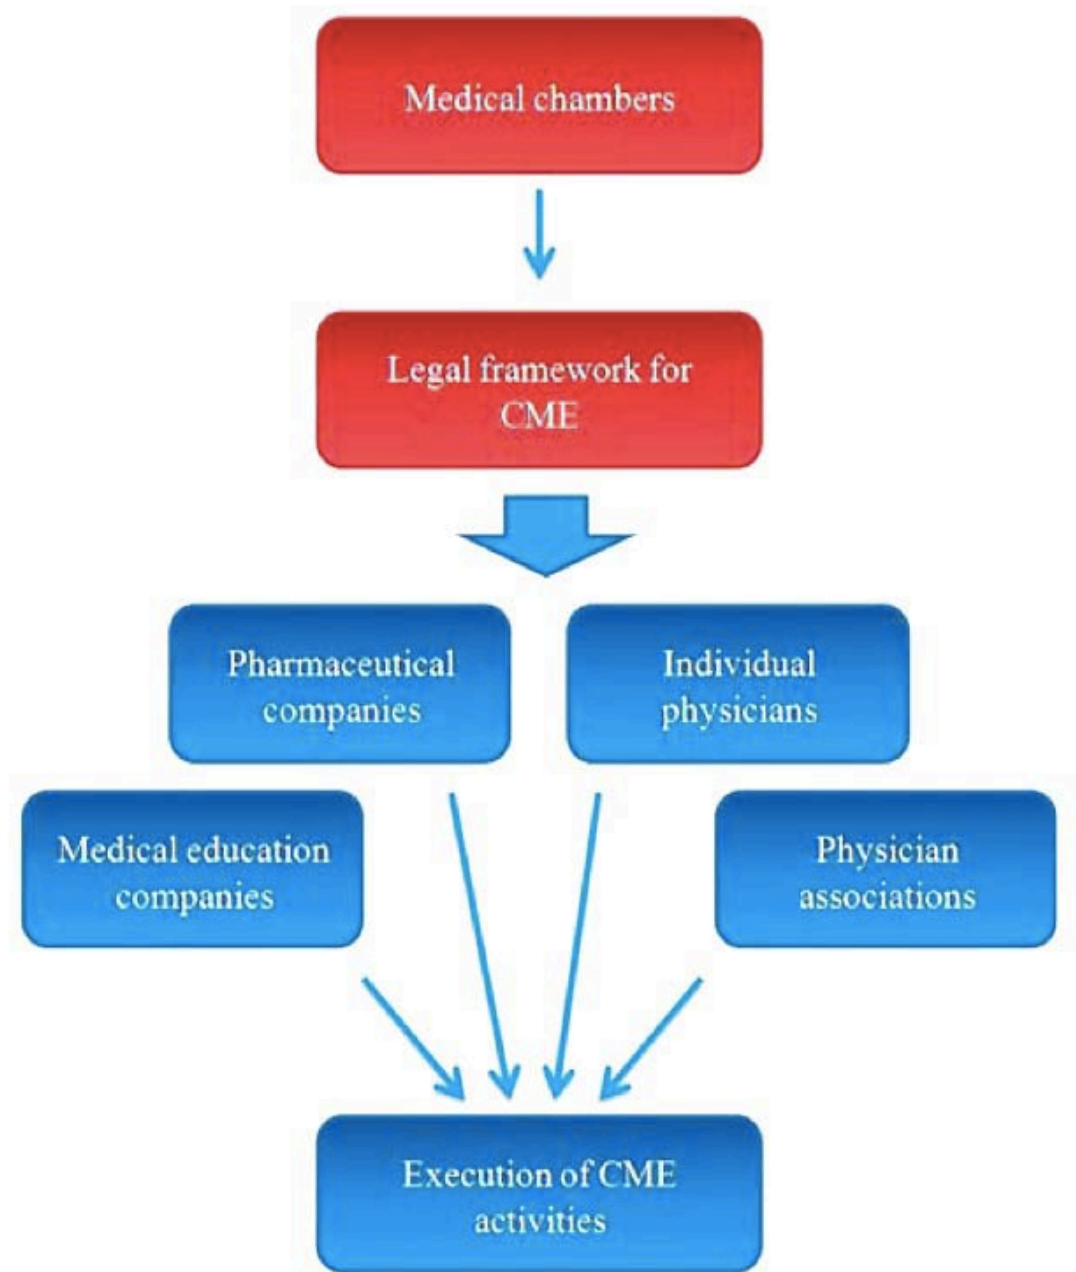 Medical chambers
Legal framework for
CME
Pharmaceutical
companies
Individual
physicians
Medical education
companies
Physician
associations
Execution of CME
activities